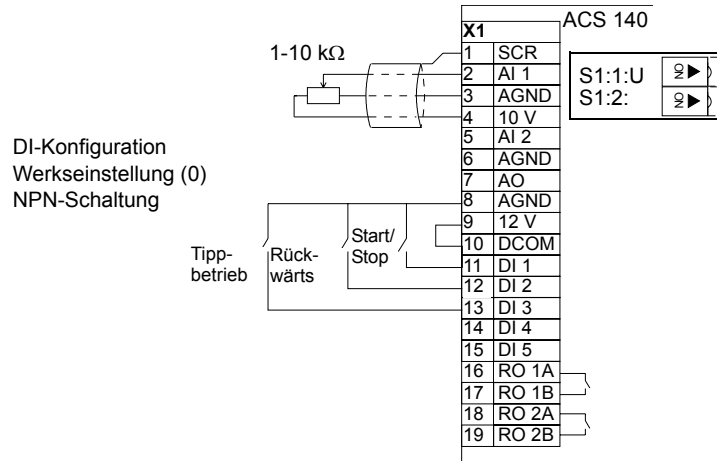 ACS 140
X1
1-10 kΩ
1 SCR
2 AI 1
3 AGND
4 10 V
5 AI 2
6 AGND
7 AO
8 AGND
9 12 V
10 DCOM
11 DI 1
12 DI 2
13 DI 3
14 DI 4
15 DI 5
16 RO 1A
17 RO 1B
18 RO 2A
19 RO 2B
S1:1:U
ON
S1:2:
ON
DI-Konfiguration
Werkseinstellung (0)
NPN-Schaltung
Tipp-
betrieb
Rück-
wärts
Start/
Stop